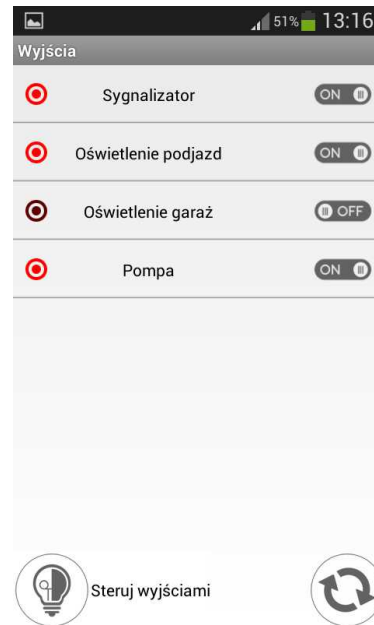 51% 13:16
Wyjścia
Sygnalizator ON
Oświetlenie podjazd ON
Oświetlenie garaż OFF
Pompa ON
Steruj wyjściami